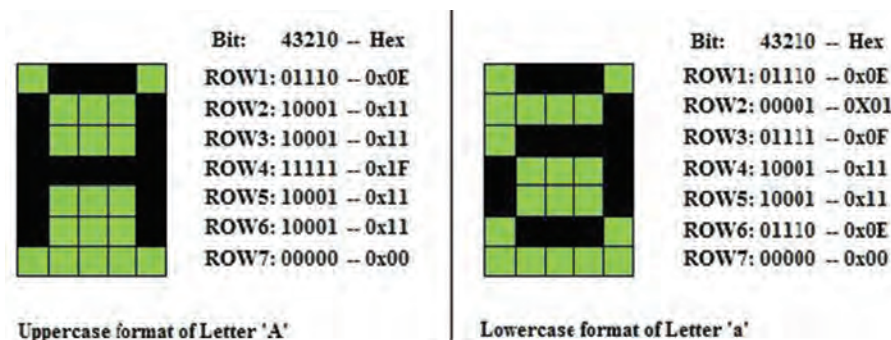 Bit: 43210 -- Hex
ROW1: 01110 -- 0x0E
ROW2: 10001 -- 0x11
ROW3: 10001 -- 0x11
ROW4: 11111 -- 0x1F
ROW5: 10001 -- 0x11
ROW6: 10001 -- 0x11
ROW7: 00000 -- 0x00
Uppercase format of Letter 'A'
Bit: 43210 -- Hex
ROW1: 01110 -- 0x0E
ROW2: 00001 -- 0X01
ROW3: 01111 -- 0x0F
ROW4: 10001 -- 0x11
ROW5: 10001 -- 0x11
ROW6: 01110 -- 0x0E
ROW7: 00000 -- 0x00
Lowercase format of Letter 'a'